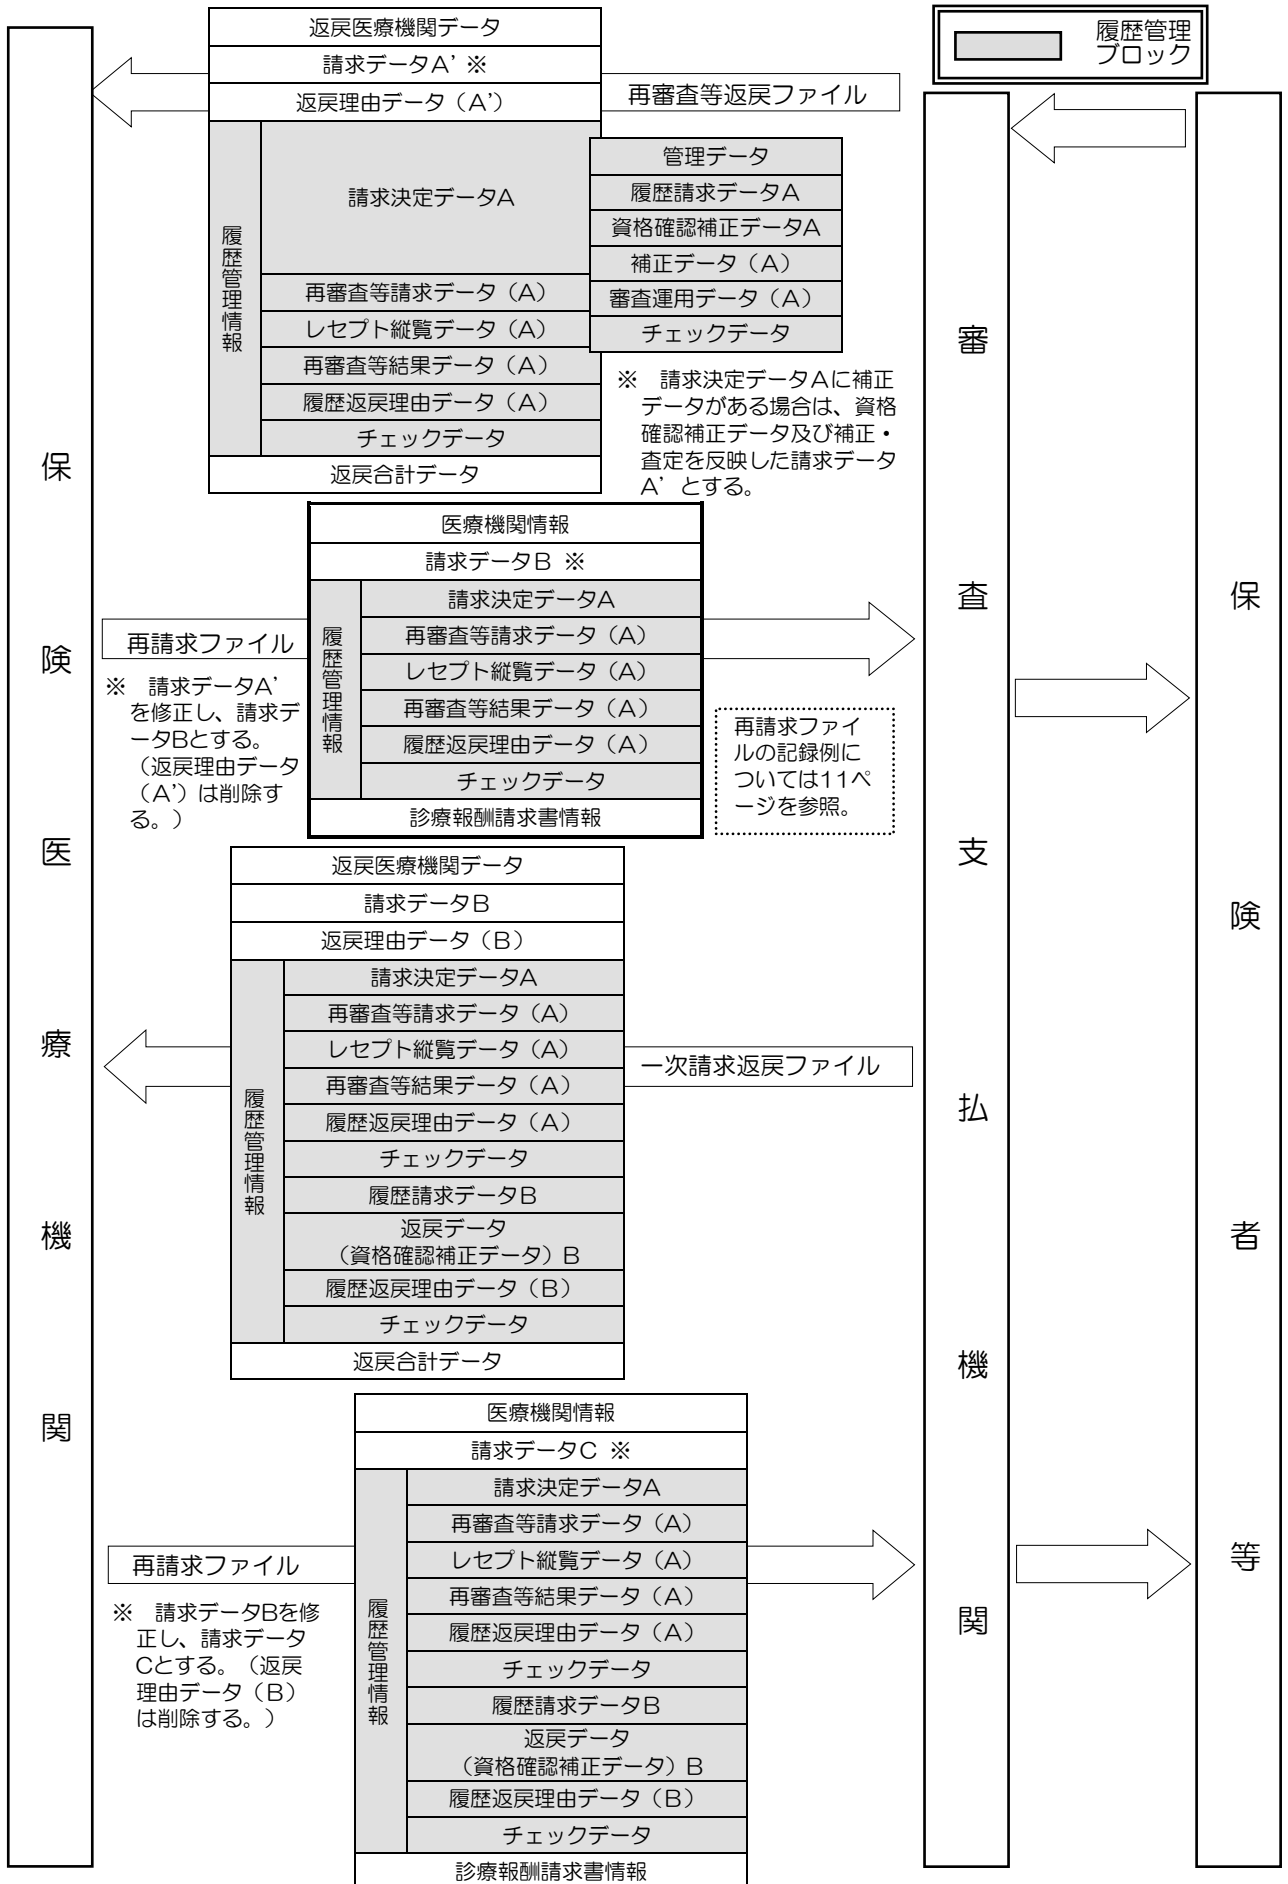 履歴管理
ブロック
保険医療機関
審査支払機関
保険者等
返戻医療機関データ
請求データA’ ※
返戻理由データ（A’）
再審査等返戻ファイル
履歴管理情報
請求決定データA
管理データ
履歴請求データA
資格確認補正データA
補正データ（A）
審査運用データ（A）
チェックデータ
再審査等請求データ（A）
レセプト縦覧データ（A）
再審査等結果データ（A）
履歴返戻理由データ（A）
チェックデータ
返戻合計データ
※　請求決定データAに補正
データがある場合は、資格
確認補正データ及び補正・
査定を反映した請求データ
A’とする。
医療機関情報
請求データB ※
履歴管理情報
請求決定データA
再審査等請求データ（A）
レセプト縦覧データ（A）
再審査等結果データ（A）
履歴返戻理由データ（A）
チェックデータ
診療報酬請求書情報
再請求ファイル
※　請求データA’
を修正し、請求デ
ータBとする。
（返戻理由データ
（A’）は削除す
る。）
再請求ファイ
ルの記録例に
ついては11ペ
ージを参照。
返戻医療機関データ
請求データB
返戻理由データ（B）
履歴管理情報
請求決定データA
再審査等請求データ（A）
レセプト縦覧データ（A）
再審査等結果データ（A）
履歴返戻理由データ（A）
チェックデータ
履歴請求データB
返戻データ
（資格確認補正データ）B
履歴返戻理由データ（B）
チェックデータ
返戻合計データ
一次請求返戻ファイル
医療機関情報
請求データC ※
履歴管理情報
請求決定データA
再審査等請求データ（A）
レセプト縦覧データ（A）
再審査等結果データ（A）
履歴返戻理由データ（A）
チェックデータ
履歴請求データB
返戻データ
（資格確認補正データ）B
履歴返戻理由データ（B）
チェックデータ
診療報酬請求書情報
再請求ファイル
※　請求データBを修
正し、請求データ
Cとする。（返戻
理由データ（B）
は削除する。）